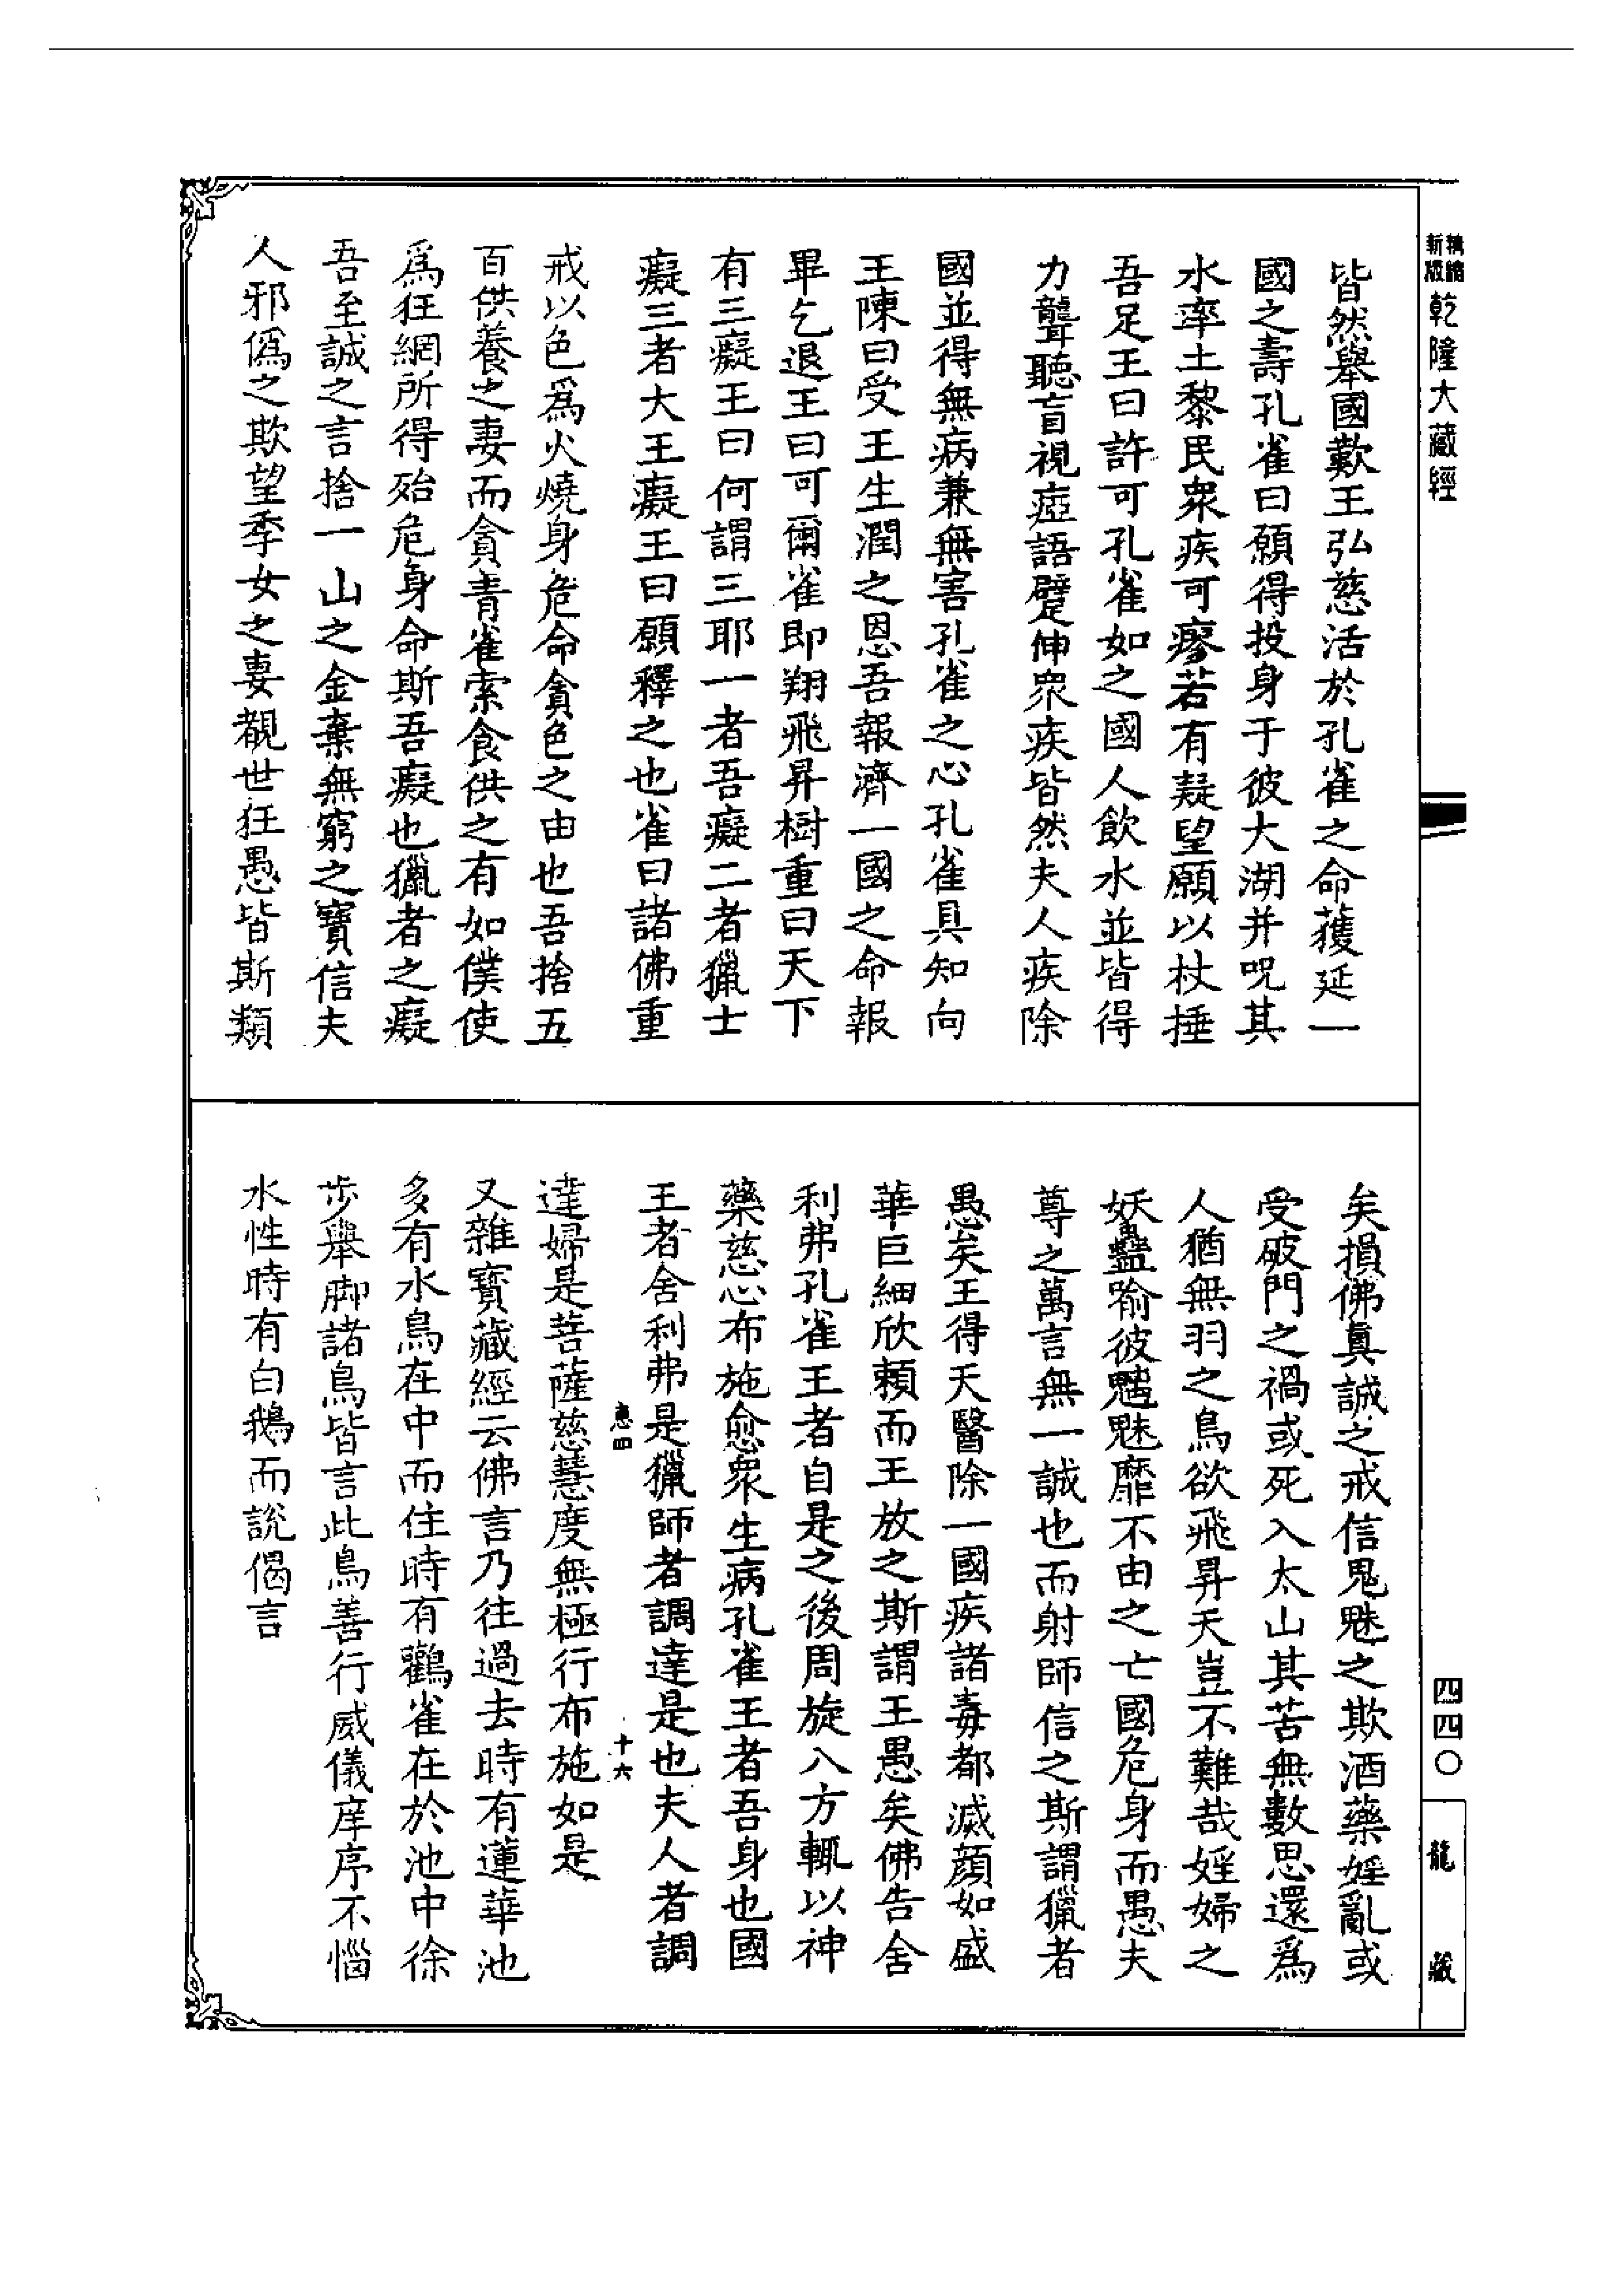 精縮新版乾隆大藏經
皆然舉國歎王弘慈活於孔雀之命獲延一
國之壽孔雀曰願得投身于彼大湖并呪其
水率土黎民衆疾可瘳若有疑望願以杖捶
吾足王曰許可孔雀如之國人飲水並皆得
力聾聽盲視瘂語躄伸衆疾皆然夫人疾除
國並得無病兼無害孔雀之心孔雀具知向
王陳曰受王生潤之恩吾報濟一國之命報
畢乞退王曰可爾雀即翔飛昇樹重曰天下
有三癡王曰何謂三耶一者吾癡二者獵士
癡三者大王癡王曰願釋之也雀曰諸佛重
戒以色爲火燒身危命貪色之由也吾捨五
百供養之妻而貪青雀索食供之有如僕使
爲狂網所得殆危身命斯吾癡也獵者之癡
吾至誠之言捨一山之金棄無窮之寶信夫
人邪僞之欺望季女之妻覩世狂愚皆斯類
矣損佛眞誠之戒信鬼魅之欺酒藥婬亂或
受破門之禍或死入太山其苦無數思還爲
人猶無羽之鳥欲飛昇天豈不難哉婬婦之
妖蠱喻彼魑魅靡不由之亡國危身而愚夫
尊之萬言無一誠也而射師信之斯謂獵者
愚矣王得天醫除一國疾諸毒都滅顏如盛
華巨細欣賴而王放之斯謂王愚矣佛告舍
利弗孔雀王者自是之後周旋八方輒以神
藥慈心布施愈衆生病孔雀王者吾身也國
王者舍利弗是獵師者調達是也夫人者調
達婦是菩薩慈慧度無極行布施如是
又雜寶藏經云佛言乃往過去時有蓮華池
多有水鳥在中而住時有鸛雀在於池中徐
步舉脚諸鳥皆言此鳥善行威儀庠序不惱
水性時有白鵝而說偈言
十六
四四〇
龍藏